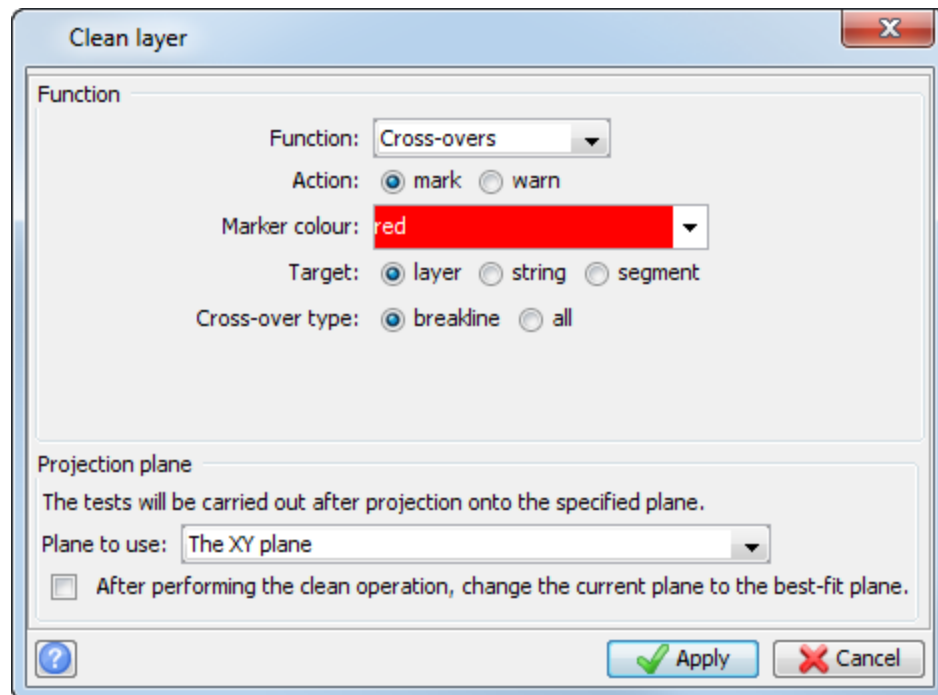 Clean layer
Function
Function: Cross-overs
Action: mark warn
Marker colour: red
Target: layer string segment
Cross-over type: breakline all
Projection plane
The tests will be carried out after projection onto the specified plane.
Plane to use: The XY plane
After performing the clean operation, change the current plane to the best-fit plane.
? Apply Cancel